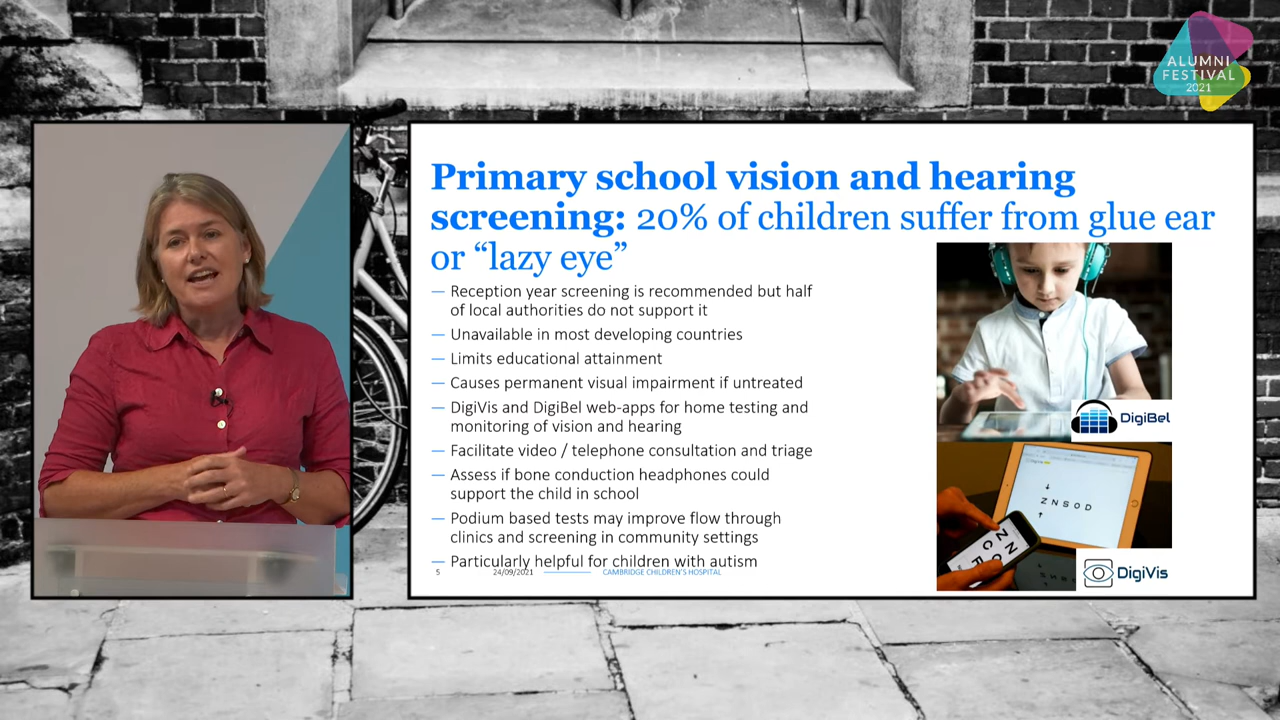 ALUMNI
FESTIVAL
2021
Primary school vision and hearing
screening: 20% of children suffer from glue ear
or “lazy eye”
— Reception year screening is recommended but half
of local authorities do not support it
— Unavailable in most developing countries
— Limits educational attainment
— Causes permanent visual impairment if untreated
— DigiVis and DigiBel web-apps for home testing and
monitoring of vision and hearing
— Facilitate video / telephone consultation and triage
— Assess if bone conduction headphones could
support the child in school
— Podium based tests may improve flow through
clinics and screening in community settings
— Particularly helpful for children with autism
5 24/09/2021 CAMBRIDGE CHILDREN'S HOSPITAL
DigiBel
Z N S O D
DigiVis